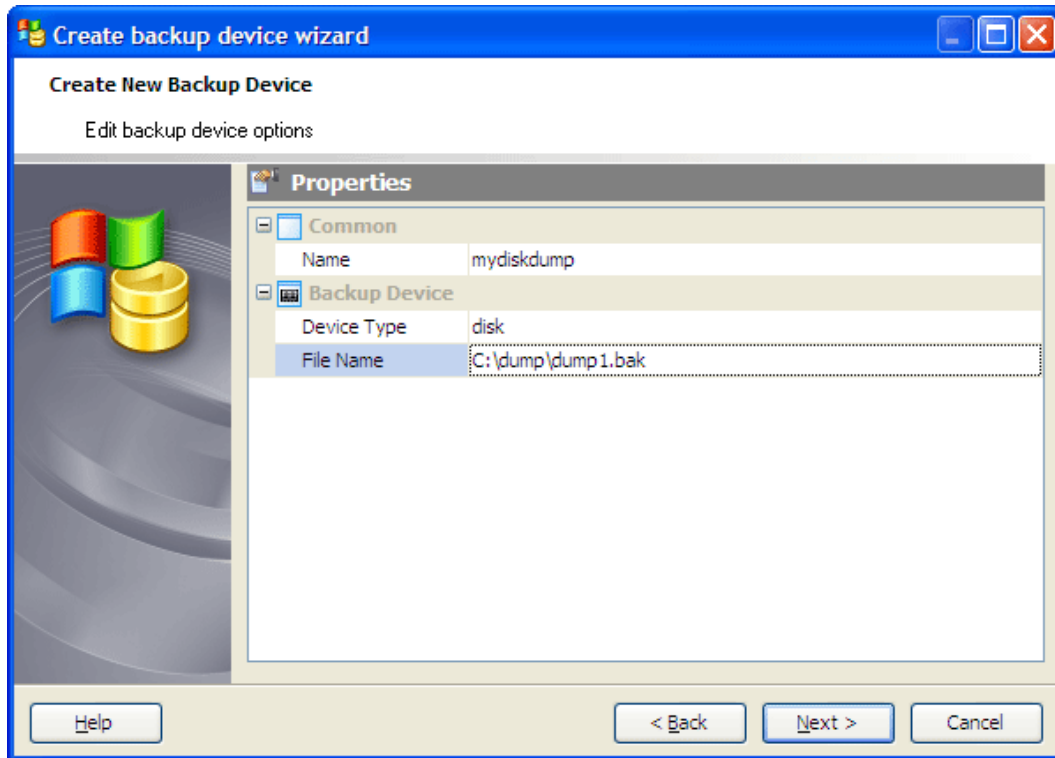 Create backup device wizard
Create New Backup Device
Edit backup device options
Properties
Common
Name mydiskdump
Backup Device
Device Type disk
File Name C:\dump\dump1.bak
Help < Back Next > Cancel